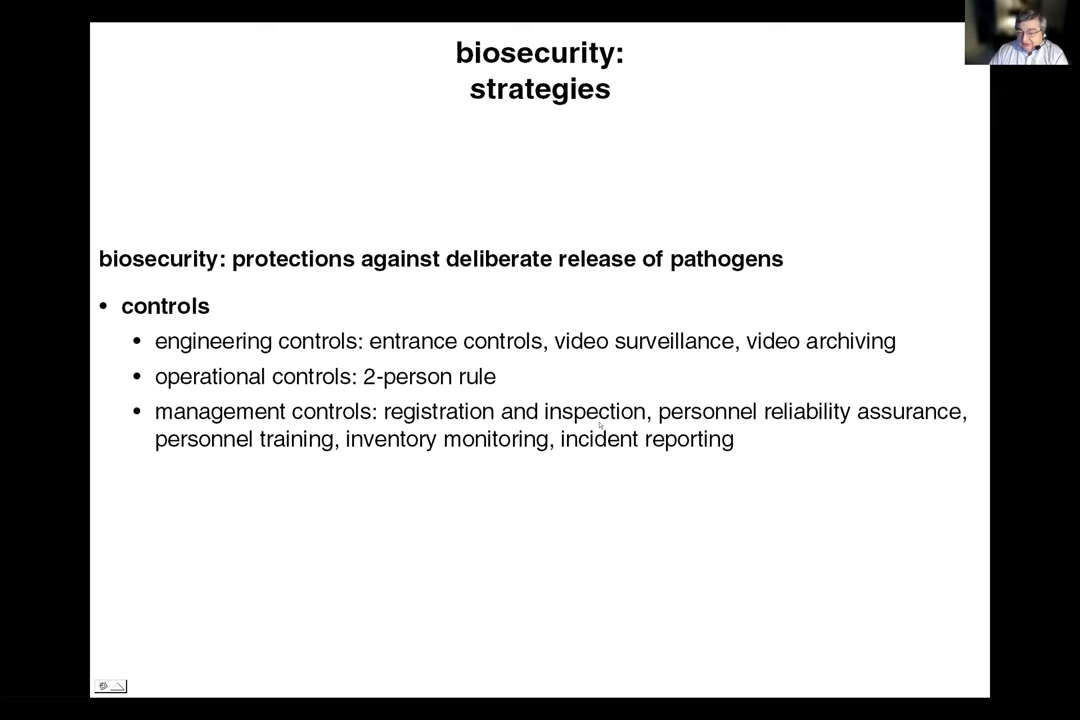 biosecurity:
strategies
biosecurity: protections against deliberate release of pathogens
• controls
• engineering controls: entrance controls, video surveillance, video archiving
• operational controls: 2-person rule
• management controls: registration and inspection, personnel reliability assurance,
personnel training, inventory monitoring, incident reporting